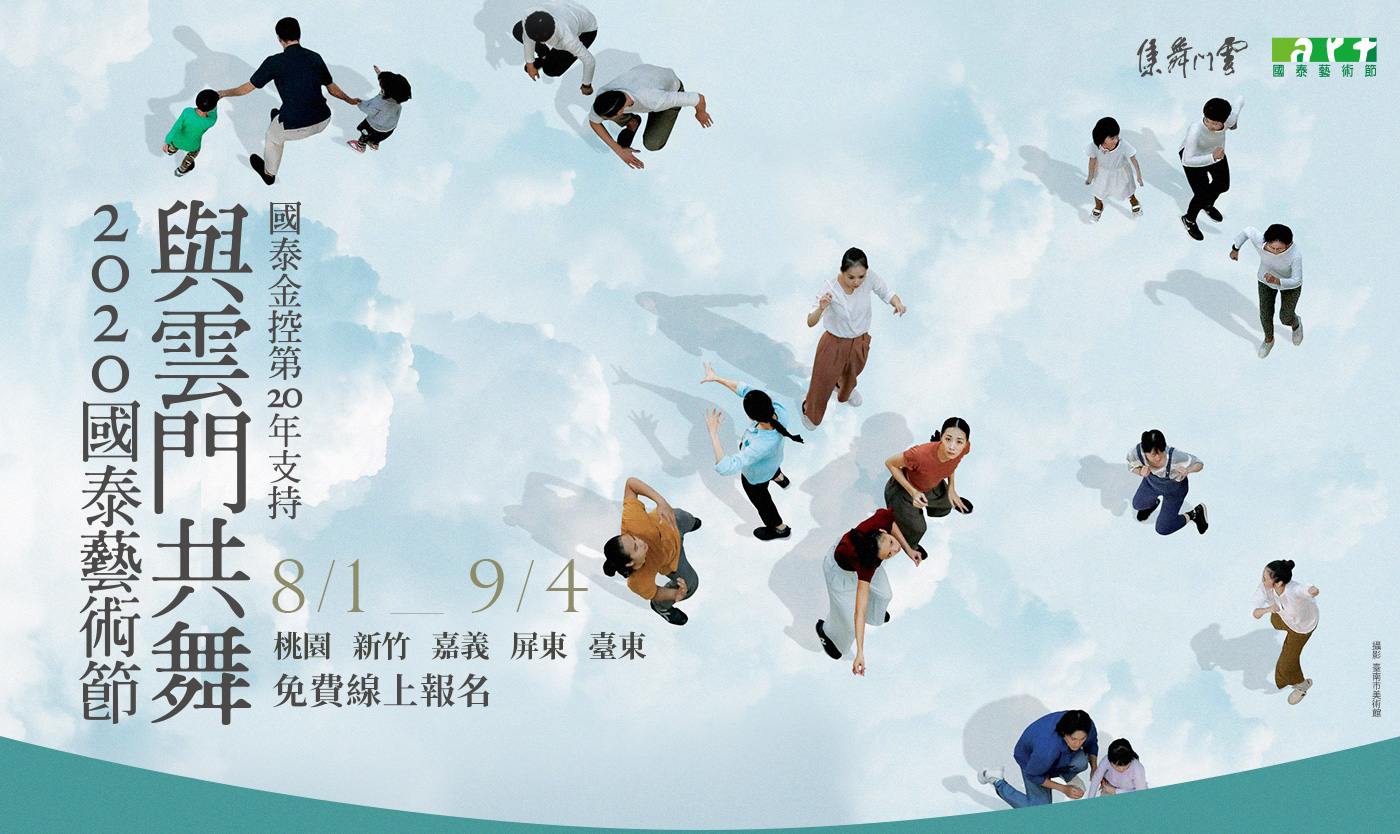 雲門舞集
art
國泰藝術節
國泰金控第20年支持
與雲門共舞
2020國泰藝術節
8/1 — 9/4
桃園 新竹 嘉義 屏東 臺東
免費線上報名
攝影 臺南市美術館